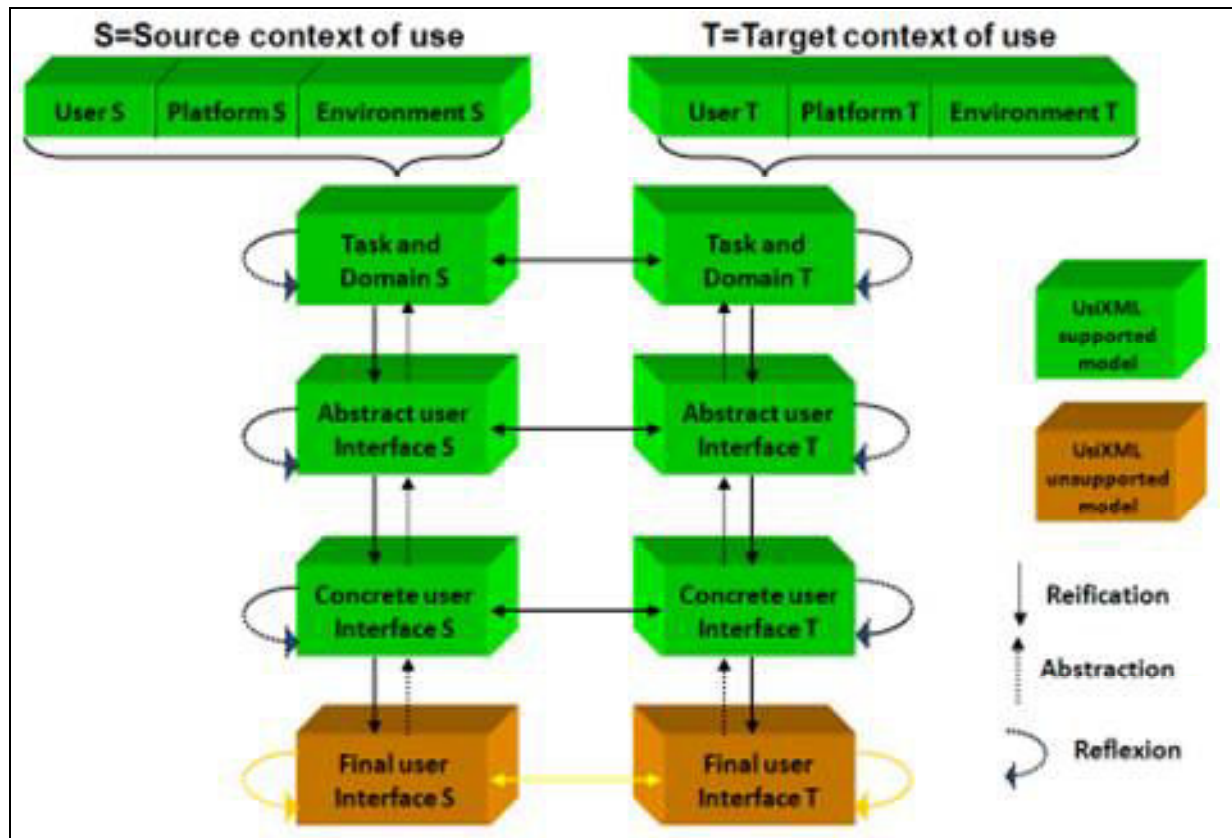 S=Source context of use
T=Target context of use
User S
Platform S
Environment S
User T
Platform T
Environment T
Task and
Domain S
Task and
Domain T
Abstract user
Interface S
Abstract user
Interface T
Concrete user
Interface S
Concrete user
Interface T
Final user
Interface S
Final user
Interface T
UsiXML
supported
model
UsiXML
unsupported
model
Reification
Abstraction
Reflexion